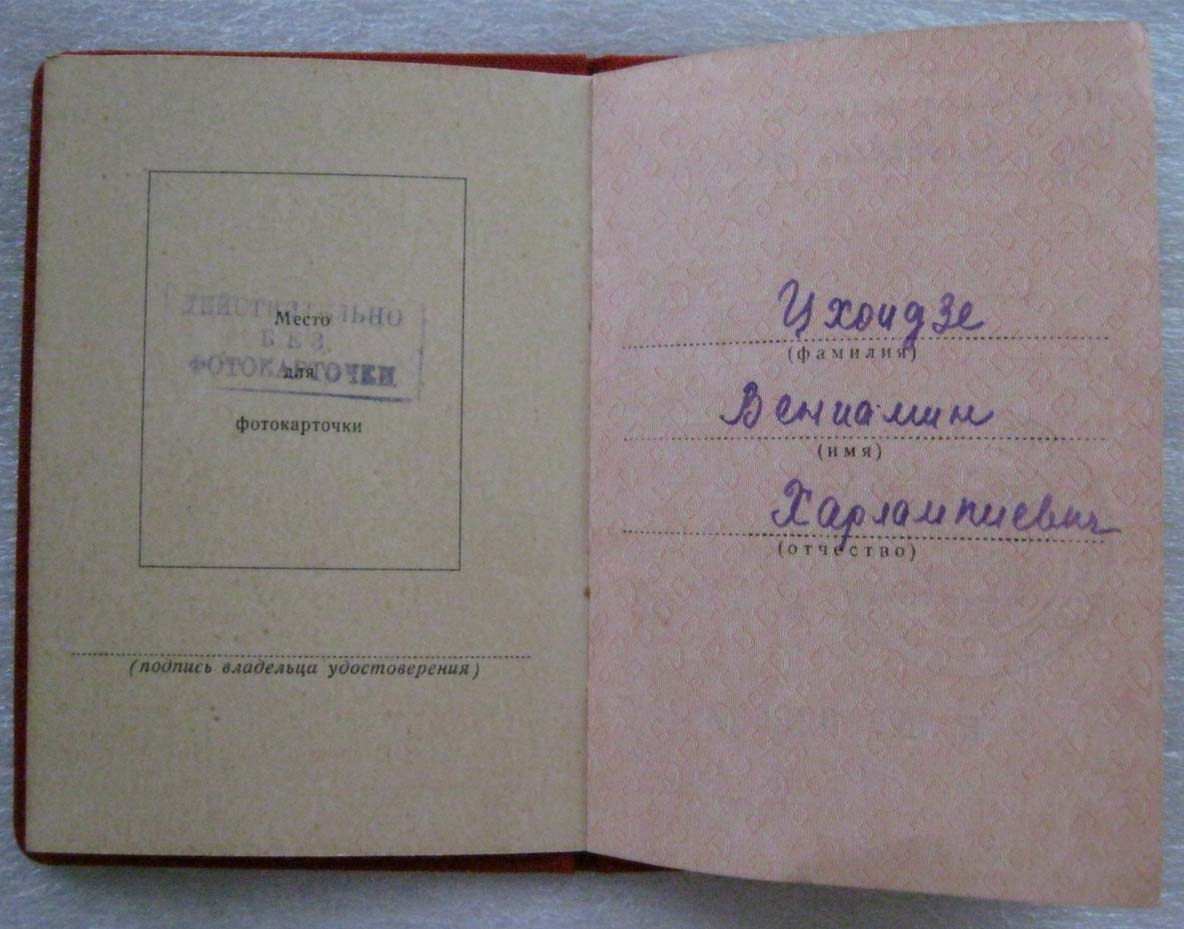 ДЕЙСТВИТЕЛЬНО
БЕЗ
ФОТОКАРТОЧКИ
Место
для
фотокарточки
(подпись владельца удостоверения)
Цхоидзе
(фамилия)
Вениамин
(имя)
Харлампиевич
(отчество)